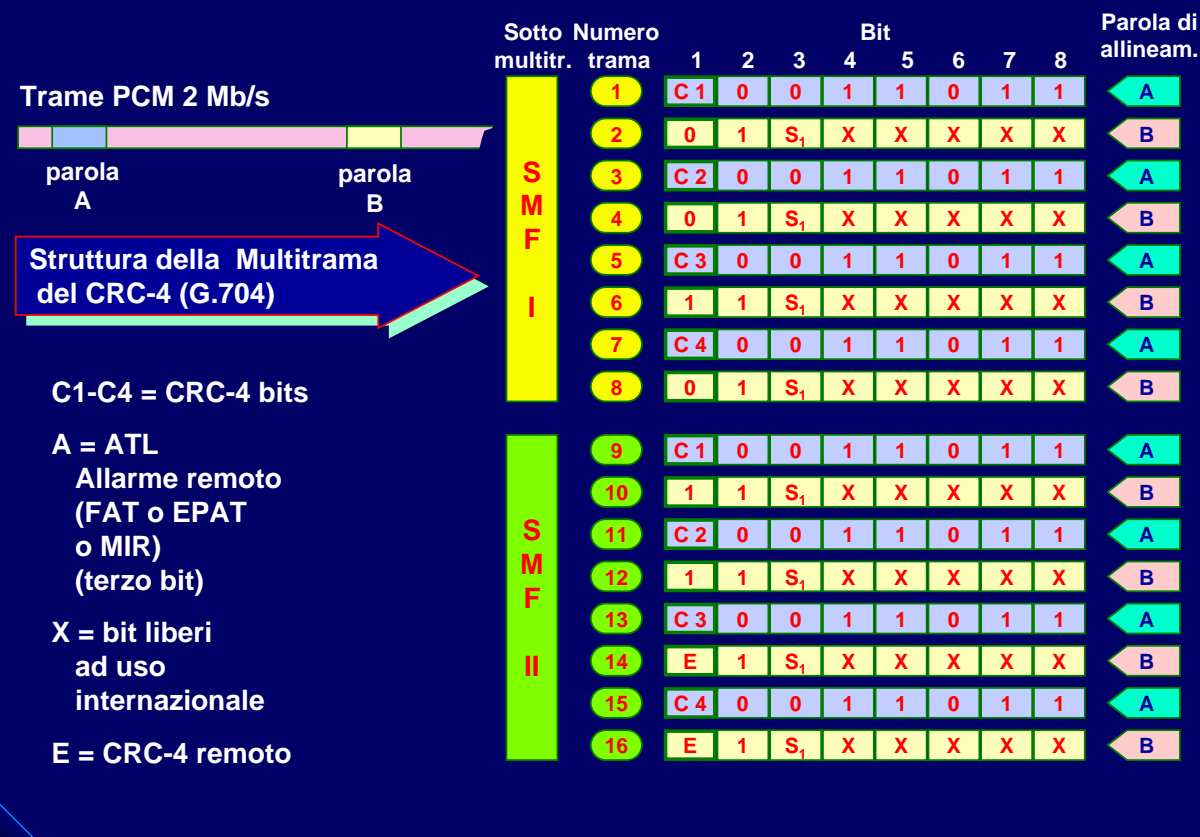 Sotto Numero Bit Parola di
multitr. trama 1 2 3 4 5 6 7 8 allineam.
Trame PCM 2 Mb/s
parola A
parola B
Struttura della Multitrama
del CRC-4 (G.704)
C1-C4 = CRC-4 bits
A = ATL
Allarme remoto
(FAT o EPAT
o MIR)
(terzo bit)
X = bit liberi
ad uso
internazionale
E = CRC-4 remoto
SMF I
1 C 1 0 0 1 1 0 1 1 A
2 0 1 S1 X X X X X B
3 C 2 0 0 1 1 0 1 1 A
4 0 1 S1 X X X X X B
5 C 3 0 0 1 1 0 1 1 A
6 1 1 S1 X X X X X B
7 C 4 0 0 1 1 0 1 1 A
8 0 1 S1 X X X X X B
SMF II
9 C 1 0 0 1 1 0 1 1 A
10 1 1 S1 X X X X X B
11 C 2 0 0 1 1 0 1 1 A
12 1 1 S1 X X X X X B
13 C 3 0 0 1 1 0 1 1 A
14 E 1 S1 X X X X X B
15 C 4 0 0 1 1 0 1 1 A
16 E 1 S1 X X X X X B